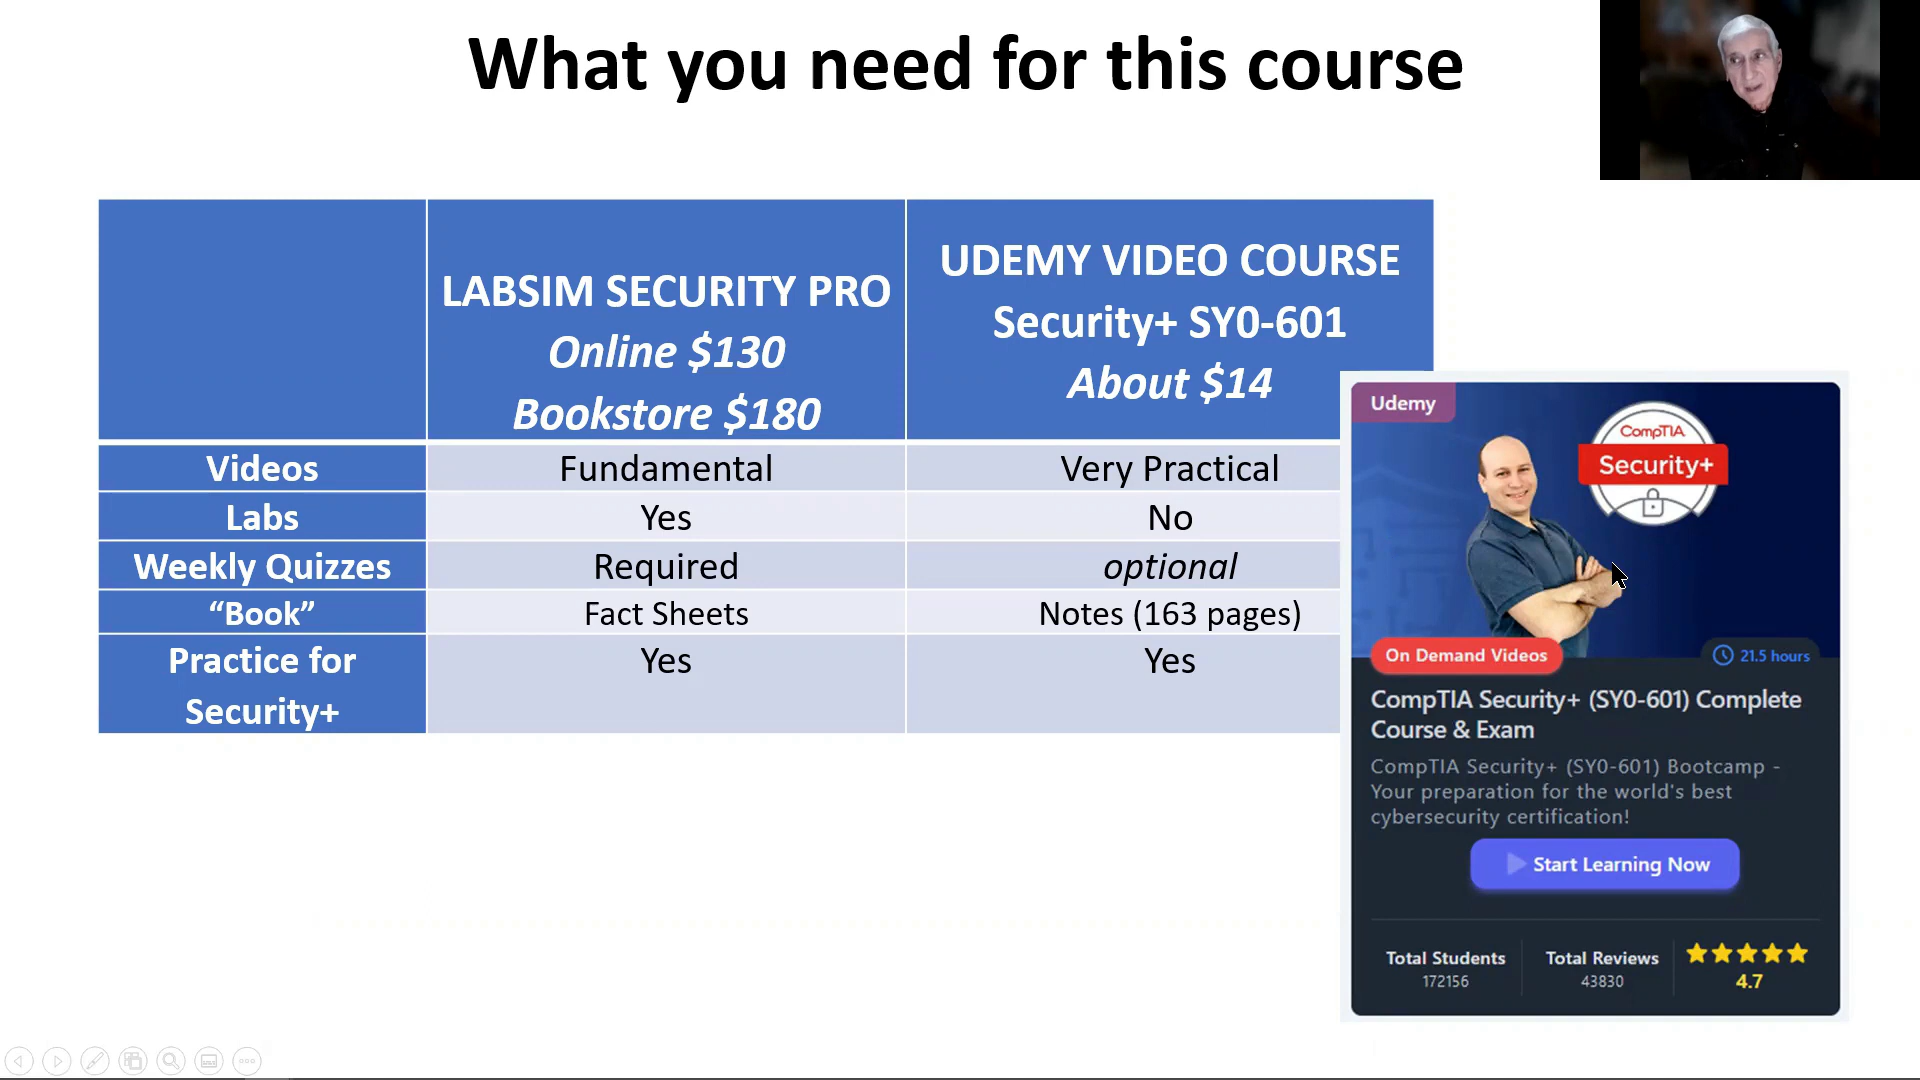 What you need for this course
LABSIM SECURITY PRO
Online $130
Bookstore $180
UDEMY VIDEO COURSE
Security+ SY0-601
About $14
Videos
Fundamental
Very Practical
Labs
Yes
No
Weekly Quizzes
Required
optional
“Book”
Fact Sheets
Notes (163 pages)
Practice for
Security+
Yes
Yes
Udemy
CompTIA
Security+
On Demand Videos
21.5 hours
CompTIA Security+ (SY0-601) Complete
Course & Exam
CompTIA Security+ (SY0-601) Bootcamp -
Your preparation for the world's best
cybersecurity certification!
Start Learning Now
Total Students
172156
Total Reviews
43830
4.7